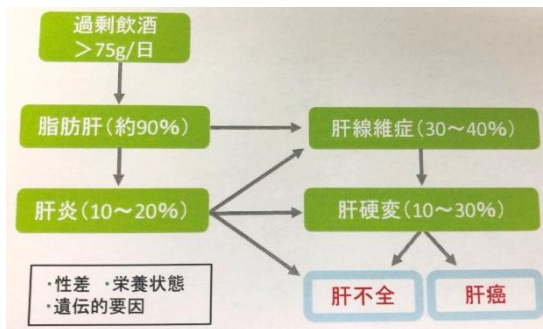 過剰飲酒
＞75g/日
脂肪肝（約90%）
肝線維症（30～40%）
肝炎（10～20%）
肝硬変（10～30%）
・性差　・栄養状態
・遺伝的要因
肝不全
肝癌